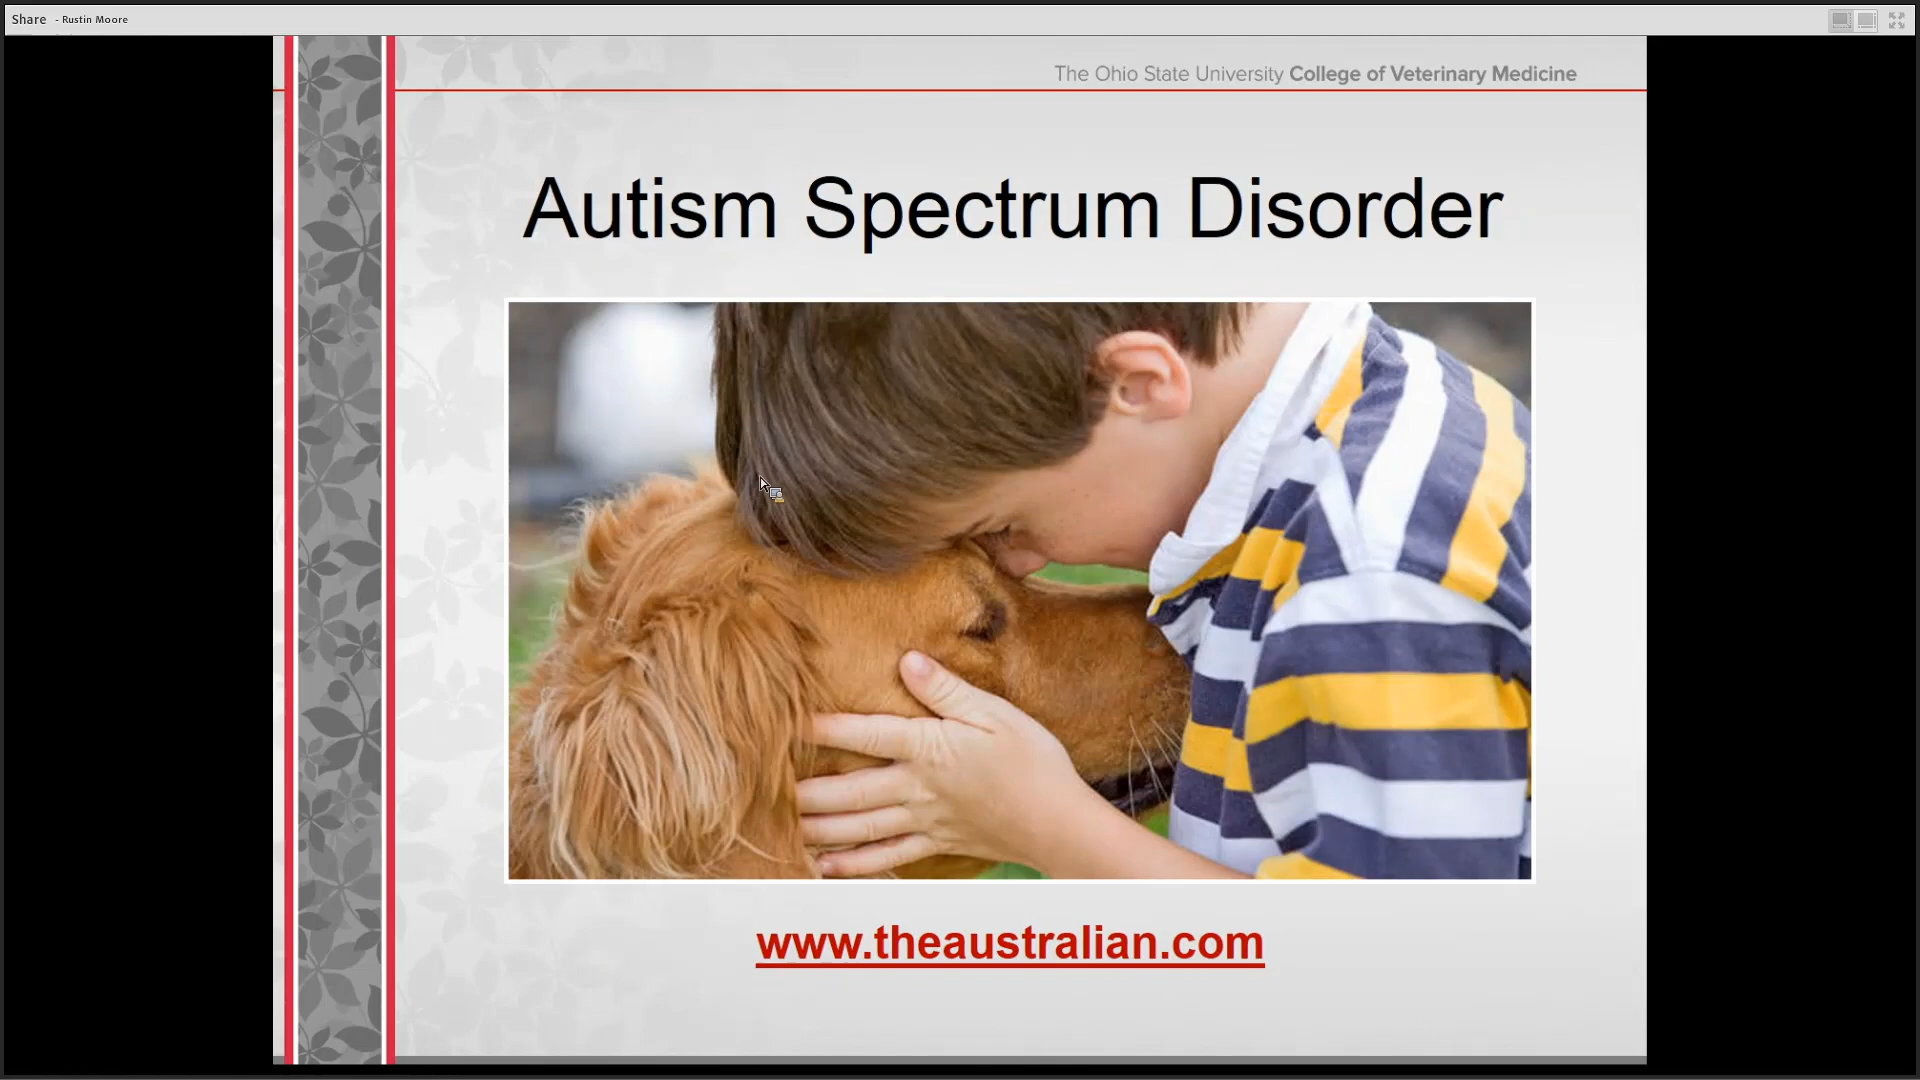 Share - Rustin Moore
The Ohio State University College of Veterinary Medicine
Autism Spectrum Disorder
www.theaustralian.com